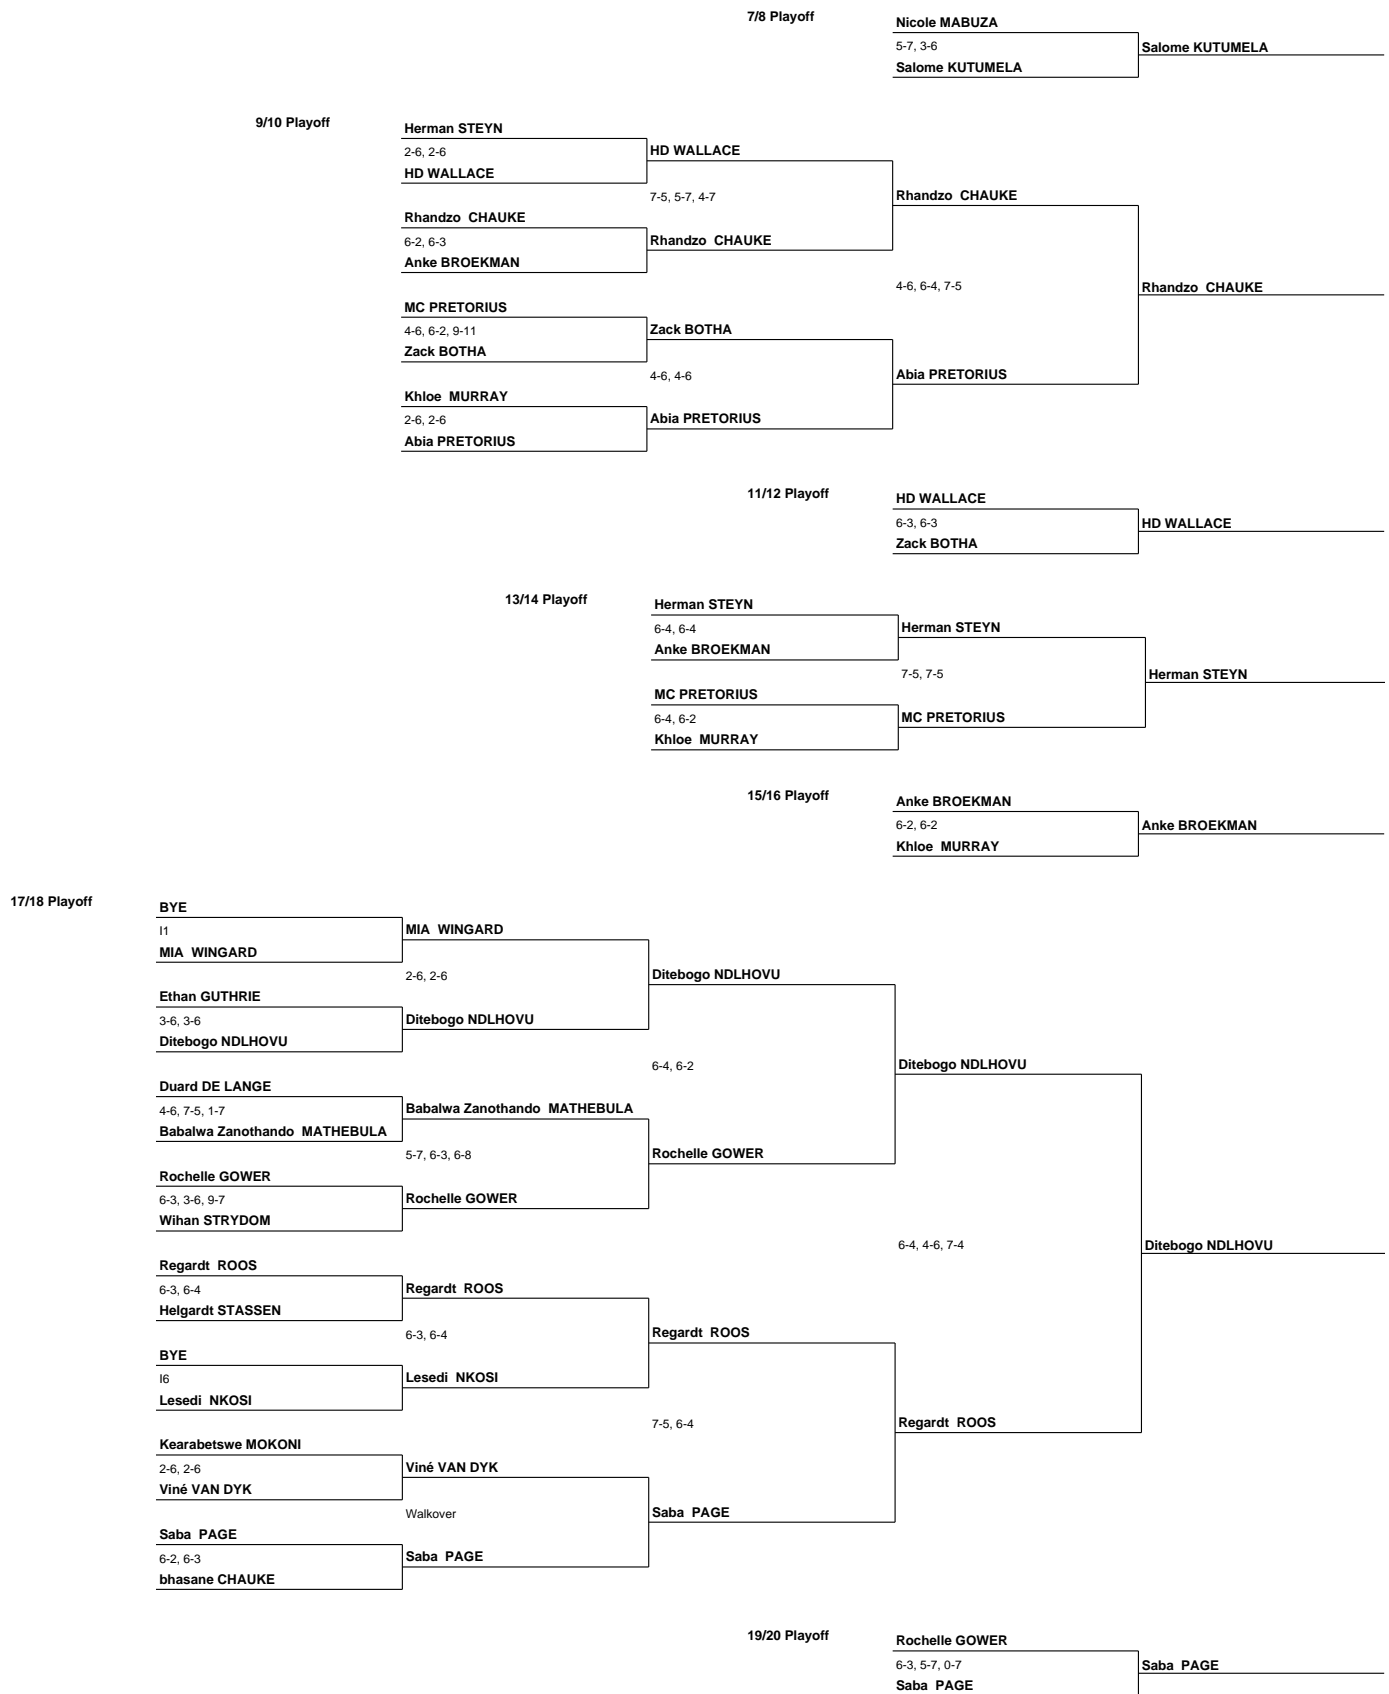 7/8 Playoff
Nicole MABUZA
5-7, 3-6
Salome KUTUMELA
Salome KUTUMELA
9/10 Playoff
Herman STEYN
2-6, 2-6
HD WALLACE
HD WALLACE
7-5, 5-7, 4-7
Rhandzo CHAUKE
Rhandzo CHAUKE
6-2, 6-3
Rhandzo CHAUKE
Anke BROEKMAN
4-6, 6-4, 7-5
Rhandzo CHAUKE
MC PRETORIUS
4-6, 6-2, 9-11
Zack BOTHA
Zack BOTHA
4-6, 4-6
Abia PRETORIUS
Khloe MURRAY
2-6, 2-6
Abia PRETORIUS
Abia PRETORIUS
11/12 Playoff
HD WALLACE
6-3, 6-3
HD WALLACE
Zack BOTHA
13/14 Playoff
Herman STEYN
6-4, 6-4
Herman STEYN
Anke BROEKMAN
7-5, 7-5
Herman STEYN
MC PRETORIUS
6-4, 6-2
MC PRETORIUS
Khloe MURRAY
15/16 Playoff
Anke BROEKMAN
6-2, 6-2
Anke BROEKMAN
Khloe MURRAY
17/18 Playoff
BYE
I1
MIA WINGARD
MIA WINGARD
2-6, 2-6
Ditebogo NDLHOVU
Ethan GUTHRIE
3-6, 3-6
Ditebogo NDLHOVU
Ditebogo NDLHOVU
6-4, 6-2
Ditebogo NDLHOVU
Duard DE LANGE
4-6, 7-5, 1-7
Babalwa Zanothando MATHEBULA
Babalwa Zanothando MATHEBULA
5-7, 6-3, 6-8
Rochelle GOWER
Rochelle GOWER
6-3, 3-6, 9-7
Rochelle GOWER
Wihan STRYDOM
6-4, 4-6, 7-4
Ditebogo NDLHOVU
Regardt ROOS
6-3, 6-4
Regardt ROOS
Helgardt STASSEN
6-3, 6-4
Regardt ROOS
BYE
I6
Lesedi NKOSI
Lesedi NKOSI
7-5, 6-4
Regardt ROOS
Kearabetswe MOKONI
2-6, 2-6
Viné VAN DYK
Viné VAN DYK
Walkover
Saba PAGE
Saba PAGE
6-2, 6-3
Saba PAGE
bhasane CHAUKE
19/20 Playoff
Rochelle GOWER
6-3, 5-7, 0-7
Saba PAGE
Saba PAGE